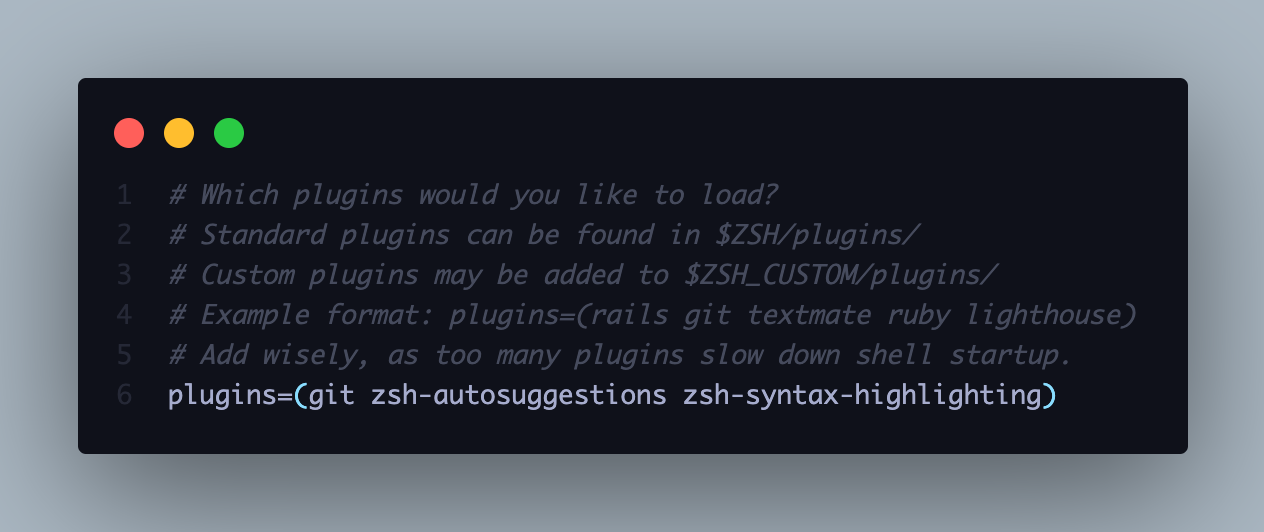 1 # Which plugins would you like to load?
2 # Standard plugins can be found in $ZSH/plugins/
3 # Custom plugins may be added to $ZSH_CUSTOM/plugins/
4 # Example format: plugins=(rails git textmate ruby lighthouse)
5 # Add wisely, as too many plugins slow down shell startup.
6 plugins=(git zsh-autosuggestions zsh-syntax-highlighting)